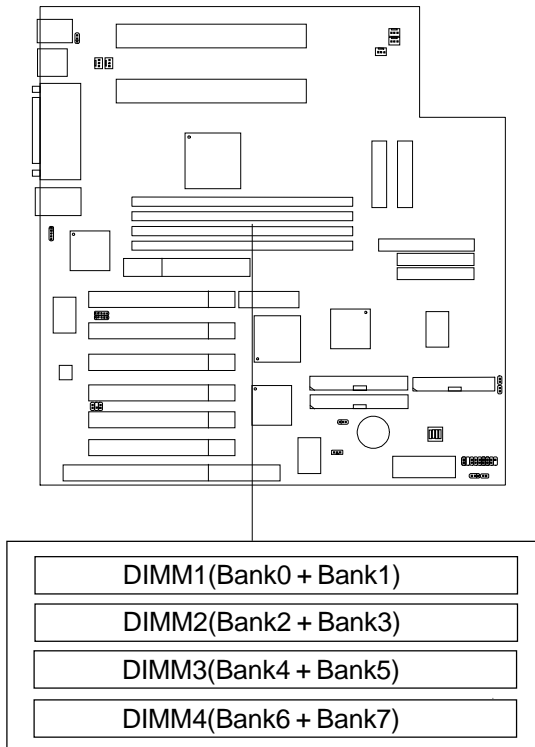 DIMM1(Bank0 + Bank1)
DIMM2(Bank2 + Bank3)
DIMM3(Bank4 + Bank5)
DIMM4(Bank6 + Bank7)